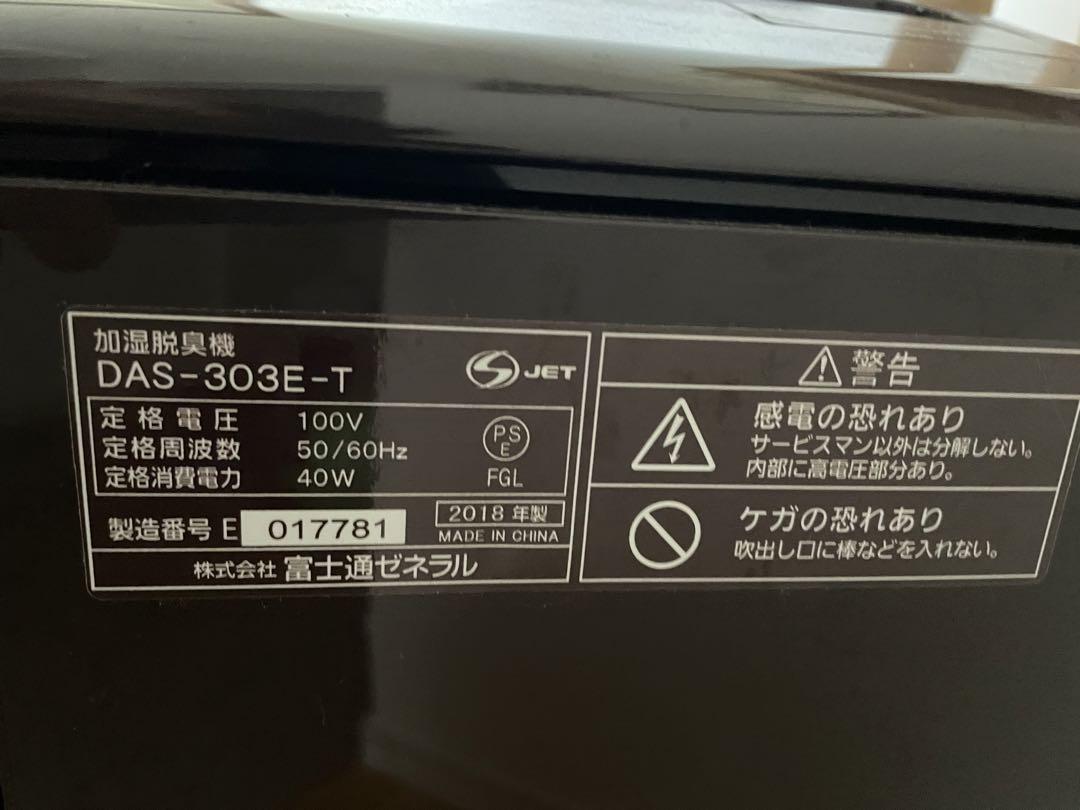 加湿脱臭機
DAS-303E-T
JET
定格電圧 100V
定格周波数 50/60Hz
定格消費電力 40W
PS
E
FGL
製造番号 E 017781
2018年製
MADE IN CHINA
株式会社 富士通ゼネラル
警告
感電の恐れあり
サービスマン以外は分解しない。
内部に高電圧部分あり。
ケガの恐れあり
吹出し口に棒などを入れない。